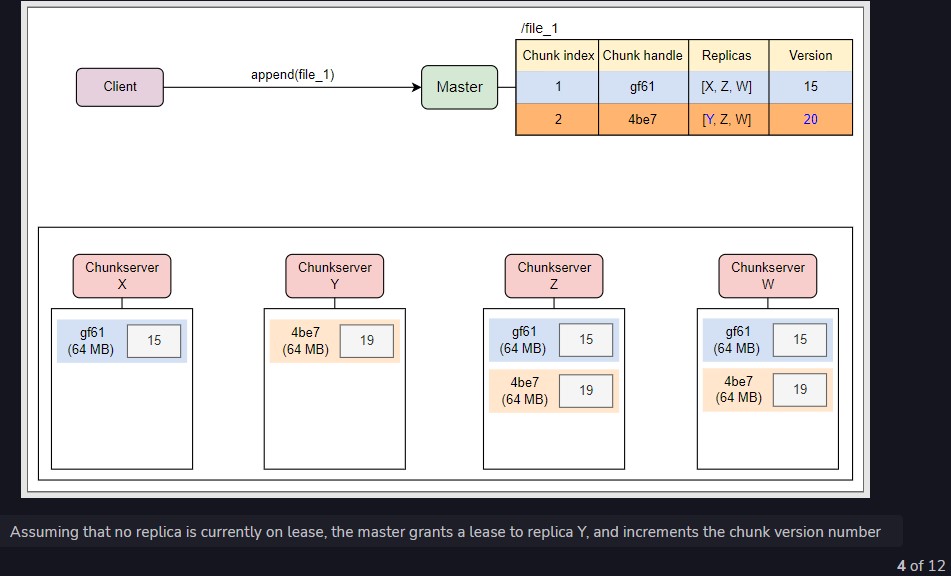 /file_1
Chunk index Chunk handle Replicas Version
Client append(file_1) Master 1 gf61 [X, Z, W] 15
2 4be7 [Y, Z, W] 20
Chunkserver
X
Chunkserver
Y
Chunkserver
Z
Chunkserver
W
gf61
(64 MB)
15
4be7
(64 MB)
19
gf61
(64 MB)
15
4be7
(64 MB)
19
gf61
(64 MB)
15
4be7
(64 MB)
19
Assuming that no replica is currently on lease, the master grants a lease to replica Y, and increments the chunk version number
4 of 12